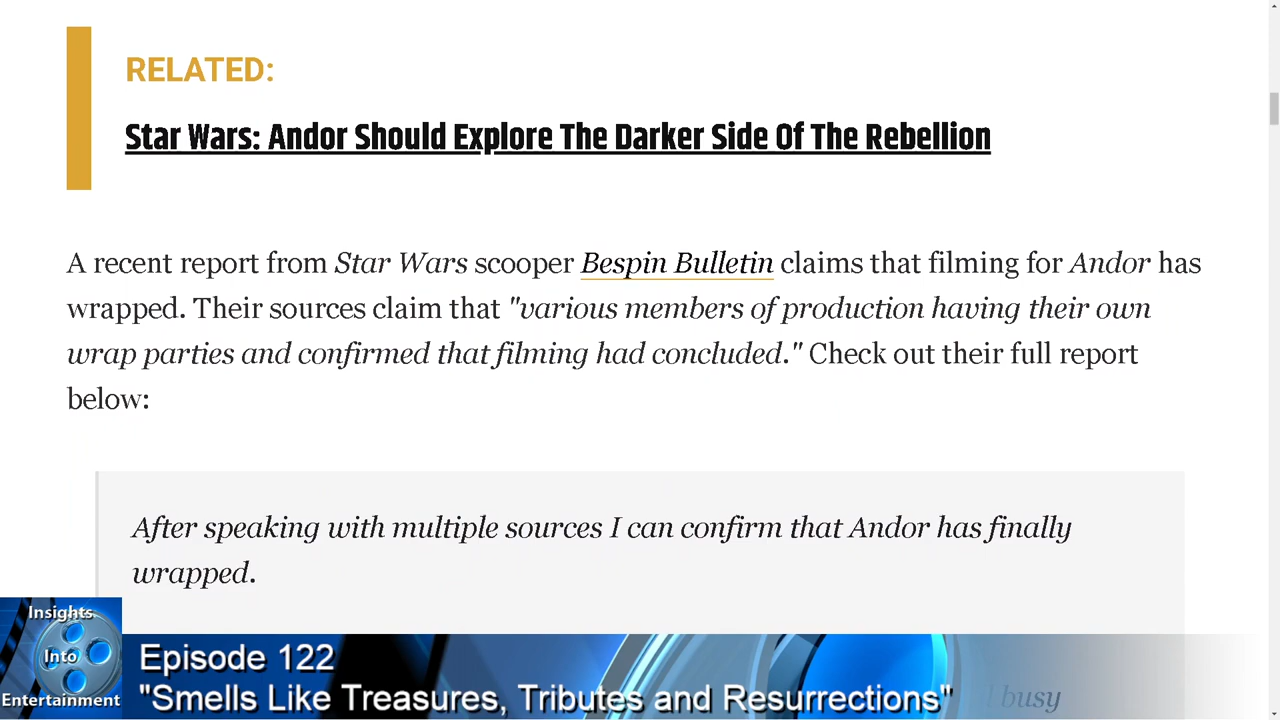 RELATED:
Star Wars: Andor Should Explore The Darker Side Of The Rebellion
A recent report from Star Wars scooper Bespin Bulletin claims that filming for Andor has
wrapped. Their sources claim that "various members of production having their own
wrap parties and confirmed that filming had concluded." Check out their full report
below:
After speaking with multiple sources I can confirm that Andor has finally
wrapped.
busy
Insights
Into
Entertainment
Episode 122
"Smells Like Treasures, Tributes and Resurrections"